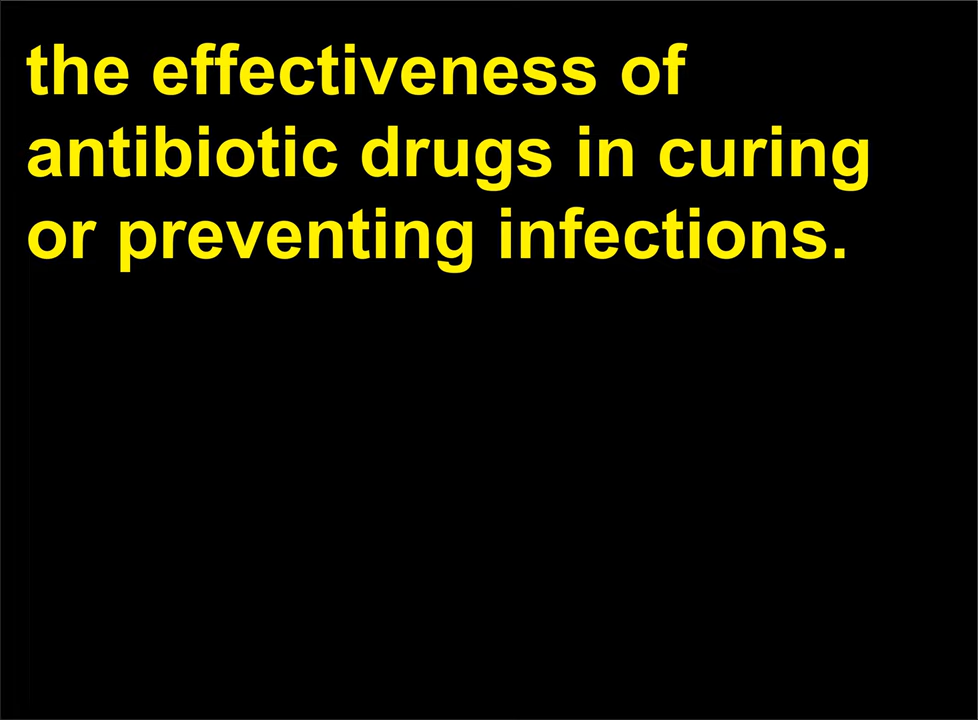 the effectiveness of
antibiotic drugs in curing
or preventing infections.